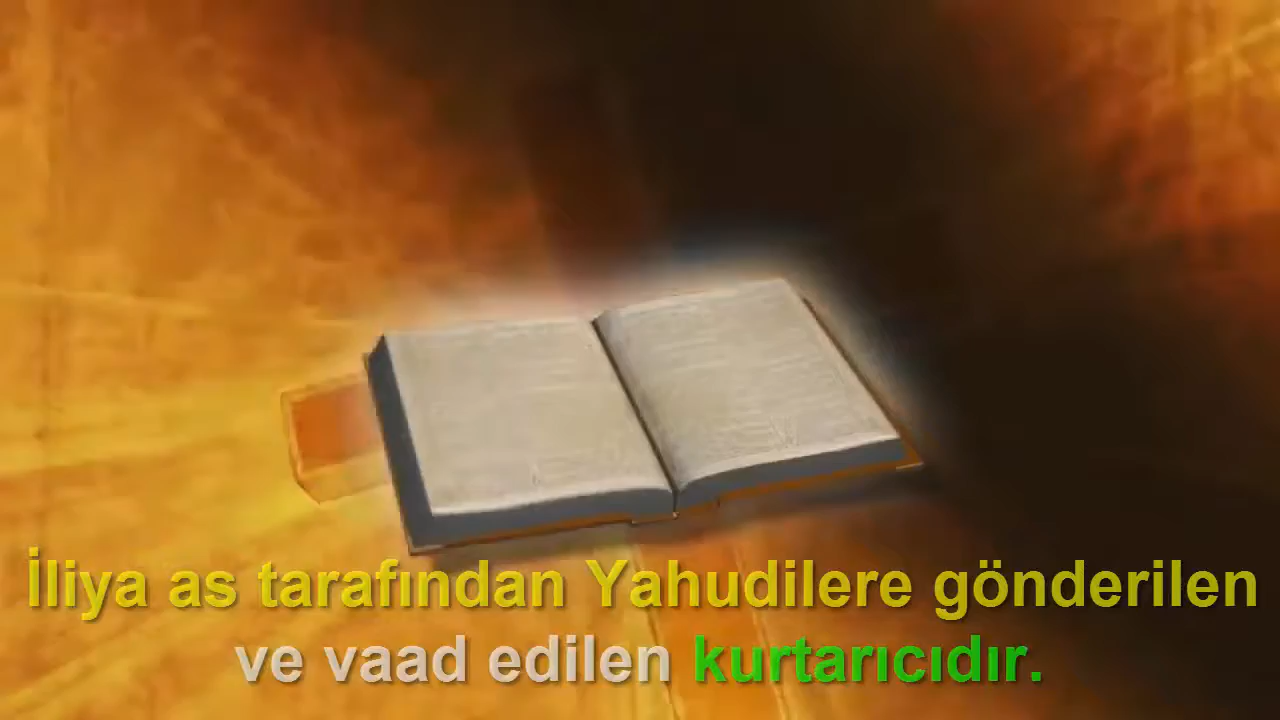 İliya as tarafından Yahudilere gönderilen
ve vaad edilen kurtarıcıdır.